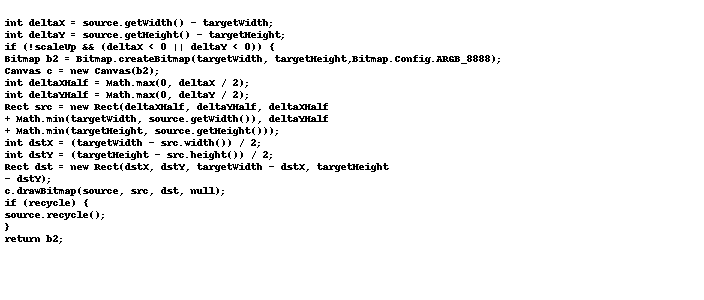 int deltaX = source.getWidth() - targetWidth;
int deltaY = source.getHeight() - targetHeight;
if (!scaleUp && (deltaX < 0 || deltaY < 0)) {
Bitmap b2 = Bitmap.createBitmap(targetWidth, targetHeight,Bitmap.Config.ARGB_8888);
Canvas c = new Canvas(b2);
int deltaXHalf = Math.max(0, deltaX / 2);
int deltaYHalf = Math.max(0, deltaY / 2);
Rect src = new Rect(deltaXHalf, deltaYHalf, deltaXHalf
+ Math.min(targetWidth, source.getWidth()), deltaYHalf
+ Math.min(targetHeight, source.getHeight()));
int dstX = (targetWidth - src.width()) / 2;
int dstY = (targetHeight - src.height()) / 2;
Rect dst = new Rect(dstX, dstY, targetWidth - dstX, targetHeight
- dstY);
c.drawBitmap(source, src, dst, null);
if (recycle) {
source.recycle();
}
return b2;